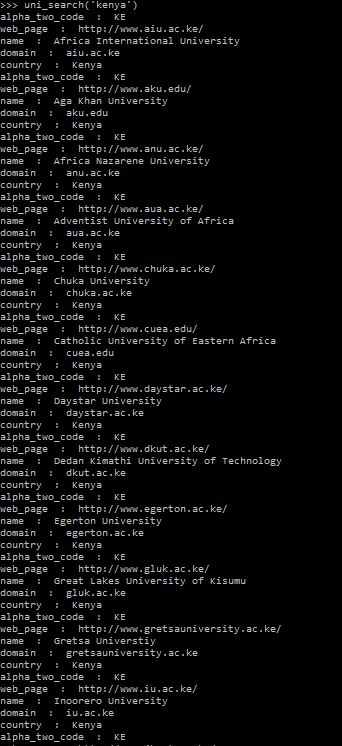 >>> uni_search('kenya')
alpha_two_code : KE
web_page : http://www.aiu.ac.ke/
name : Africa International University
domain : aiu.ac.ke
country : Kenya
alpha_two_code : KE
web_page : http://www.aku.edu/
name : Aga Khan University
domain : aku.edu
country : Kenya
alpha_two_code : KE
web_page : http://www.anu.ac.ke/
name : Africa Nazarene University
domain : anu.ac.ke
country : Kenya
alpha_two_code : KE
web_page : http://www.aua.ac.ke/
name : Adventist University of Africa
domain : aua.ac.ke
country : Kenya
alpha_two_code : KE
web_page : http://www.chuka.ac.ke/
name : Chuka University
domain : chuka.ac.ke
country : Kenya
alpha_two_code : KE
web_page : http://www.cuea.edu/
name : Catholic University of Eastern Africa
domain : cuea.edu
country : Kenya
alpha_two_code : KE
web_page : http://www.daystar.ac.ke/
name : Daystar University
domain : daystar.ac.ke
country : Kenya
alpha_two_code : KE
web_page : http://www.dkut.ac.ke/
name : Dedan Kimathi University of Technology
domain : dkut.ac.ke
country : Kenya
alpha_two_code : KE
web_page : http://www.egerton.ac.ke/
name : Egerton University
domain : egerton.ac.ke
country : Kenya
alpha_two_code : KE
web_page : http://www.gluk.ac.ke/
name : Great Lakes University of Kisumu
domain : gluk.ac.ke
country : Kenya
alpha_two_code : KE
web_page : http://www.gretsauniversity.ac.ke/
name : Gretsa Universtiy
domain : gretsauniversity.ac.ke
country : Kenya
alpha_two_code : KE
web_page : http://www.iu.ac.ke/
name : Inoorero University
domain : iu.ac.ke
country : Kenya
alpha_two_code : KE